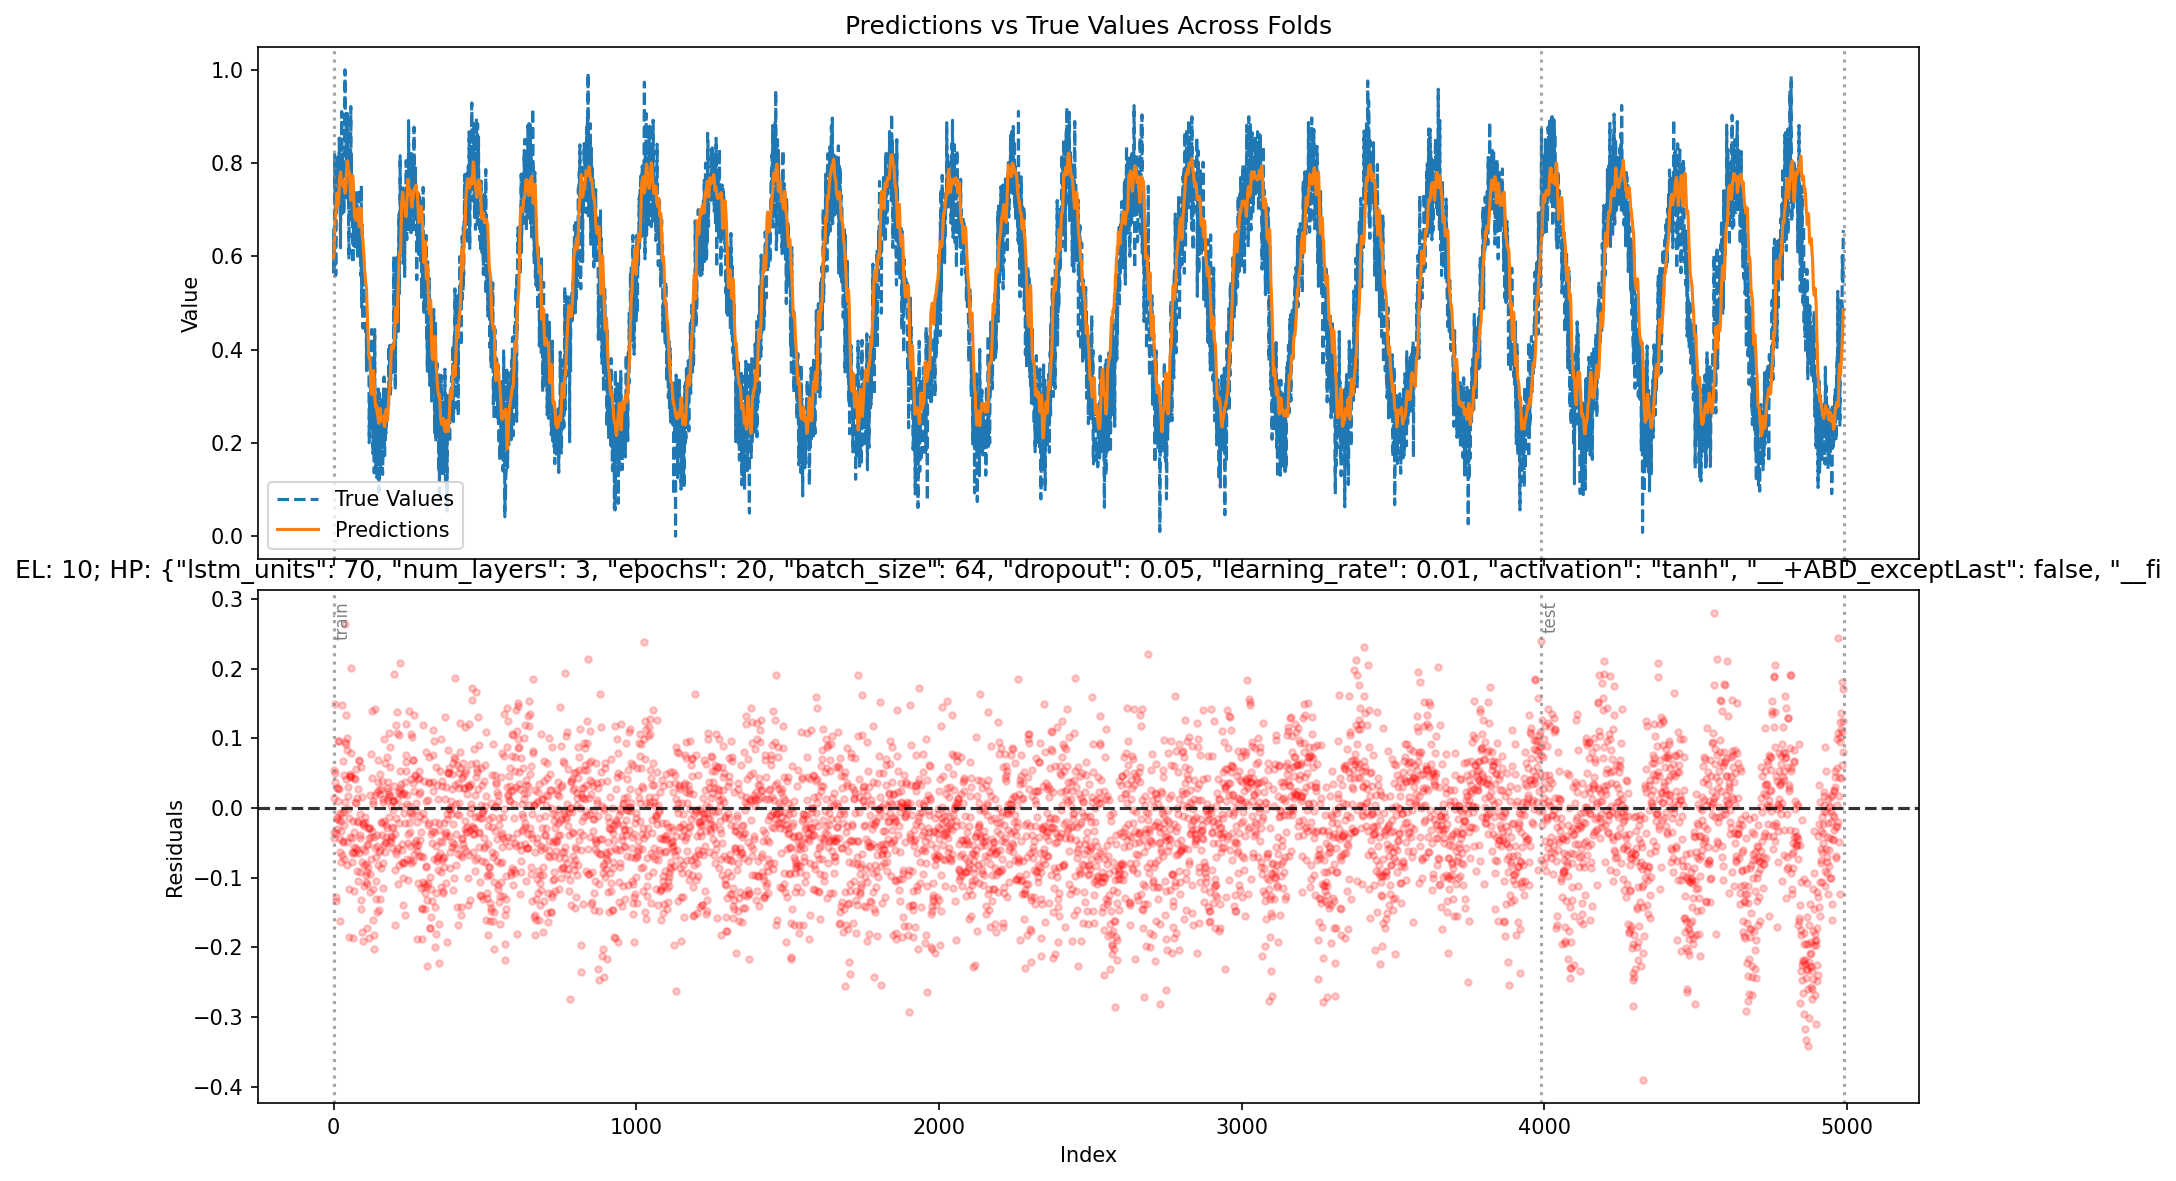 Predictions vs True Values Across Folds
1.0
0.8
0.6
0.4
0.2
0.0
Value
True Values
Predictions
EL: 10; HP: {"lstm_units": 70, "num_layers": 3, "epochs": 20, "batch_size": 64, "dropout": 0.05, "learning_rate": 0.01, "activation": "tanh", "__+ABD_exceptLast": false, "__fi
0.3
0.2
0.1
0.0
−0.1
−0.2
−0.3
−0.4
Residuals
train
test
0
1000
2000
3000
4000
5000
Index